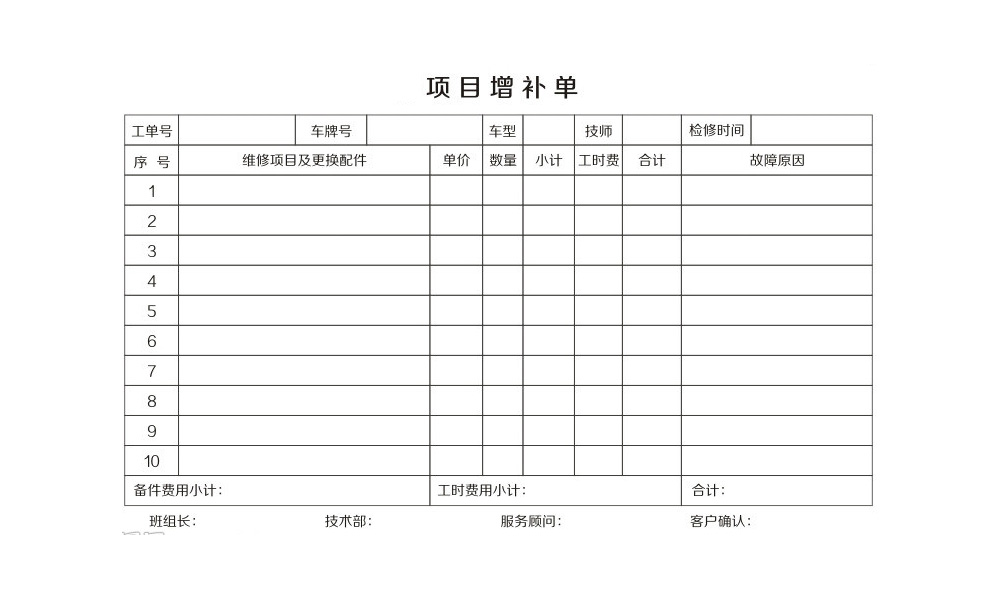 项目增补单
工单号 车牌号 车型 技师 检修时间
序 号 维修项目及更换配件 单价 数量 小计 工时费 合计 故障原因
1
2
3
4
5
6
7
8
9
10
备件费用小计： 工时费用小计： 合计：
班组长： 技术部： 服务顾问： 客户确认：